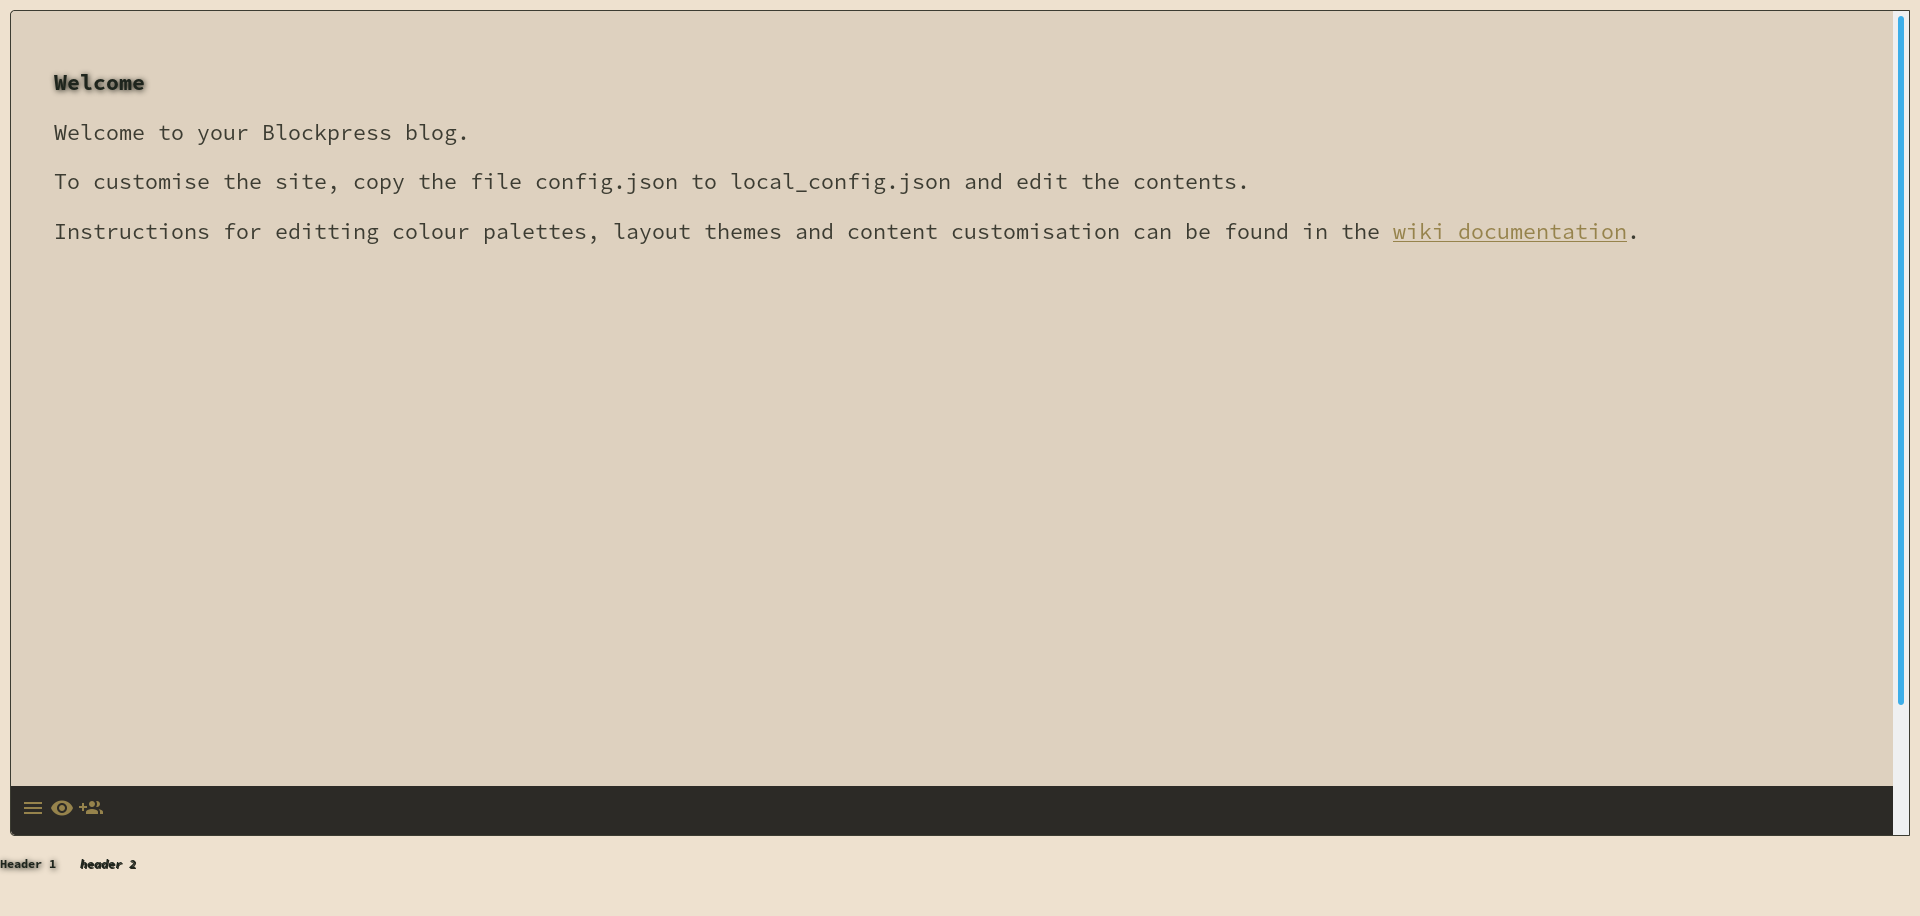 Welcome
Welcome to your Blockpress blog.
To customise the site, copy the file config.json to local_config.json and edit the contents.
Instructions for editting colour palettes, layout themes and content customisation can be found in the wiki documentation.
Header 1 header 2